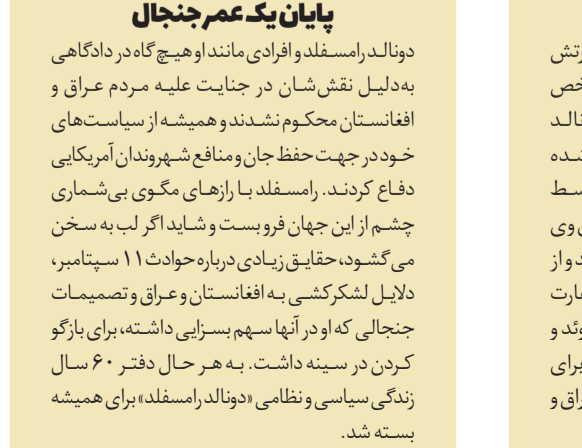 پایان یک عمر جنجال
دونالد رامسفلد و افرادی مانند او هیچ گاه در دادگاهی
به‌دلیل نقش‌شان در جنایت علیه مردم عراق و
افغانستان محکوم نشدند و همیشه از سیاست‌های
خود در جهت حفظ جان و منافع شهروندان آمریکایی
دفاع کردند. رامسفلد با رازهای مگوی بی‌شماری
چشم از این جهان فرو بست و شاید اگر لب به سخن
می گشود، حقایق زیادی درباره حوادث ۱۱ سپتامبر،
دلایل لشکرکشی به افغانستان و عراق و تصمیمات
جنجالی که او در آنها سهم بسزایی داشته، برای بازگو
کردن در سینه داشت. به هر حال دفتر ۶۰ سال
زندگی سیاسی و نظامی «دونالد رامسفلد» برای همیشه
بسته شد.